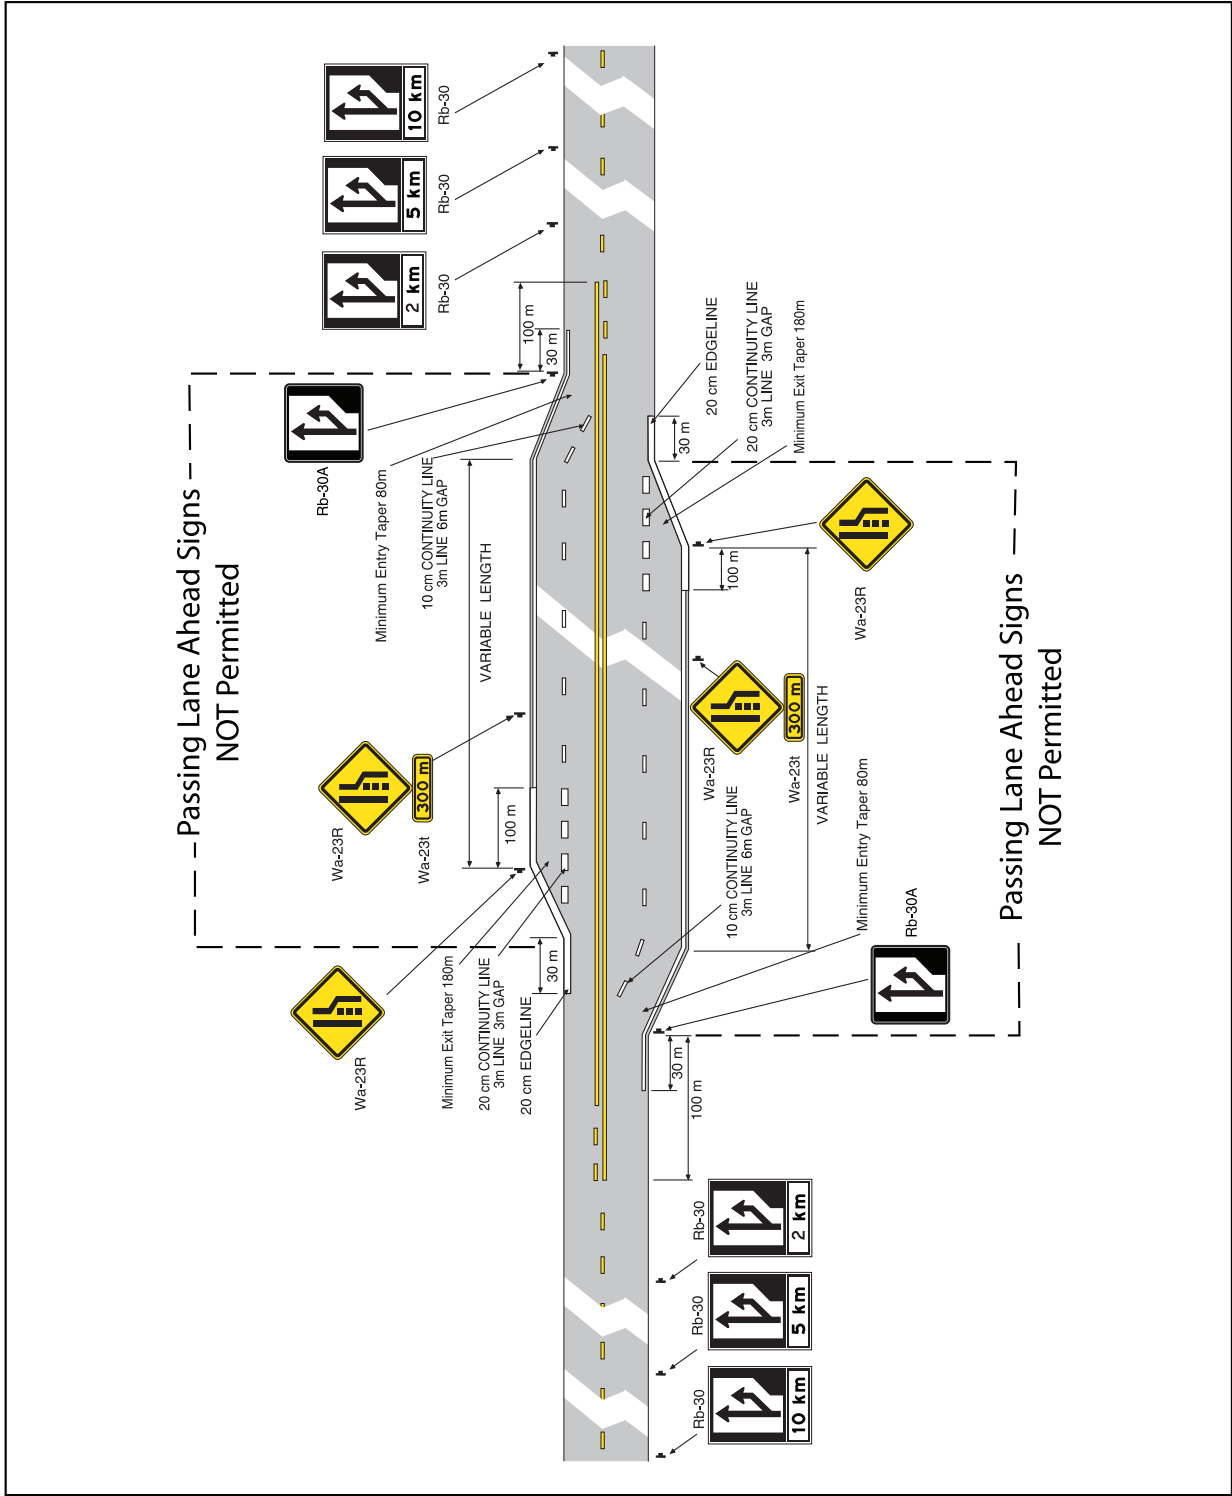 10 km
Rb-30
5 km
Rb-30
2 km
Rb-30
100 m
30 m
Rb-30A
Passing Lane Ahead Signs
NOT Permitted
Minimum Entry Taper 80m
10 cm CONTINUITY LINE
3m LINE 6m GAP
VARIABLE LENGTH
Wa-23R
300 m
Wa-23t
100 m
Wa-23R
Minimum Exit Taper 180m
20 cm CONTINUITY LINE
3m LINE 3m GAP
20 cm EDGELINE
30 m
20 cm EDGELINE
20 cm CONTINUITY LINE
3m LINE 3m GAP
Minimum Exit Taper 180m
30 m
100 m
Wa-23R
Wa-23R
300 m
Wa-23t
VARIABLE LENGTH
Passing Lane Ahead Signs
NOT Permitted
10 cm CONTINUITY LINE
3m LINE 6m GAP
Minimum Entry Taper 80m
Rb-30A
30 m
100 m
Rb-30
2 km
Rb-30
5 km
Rb-30
10 km